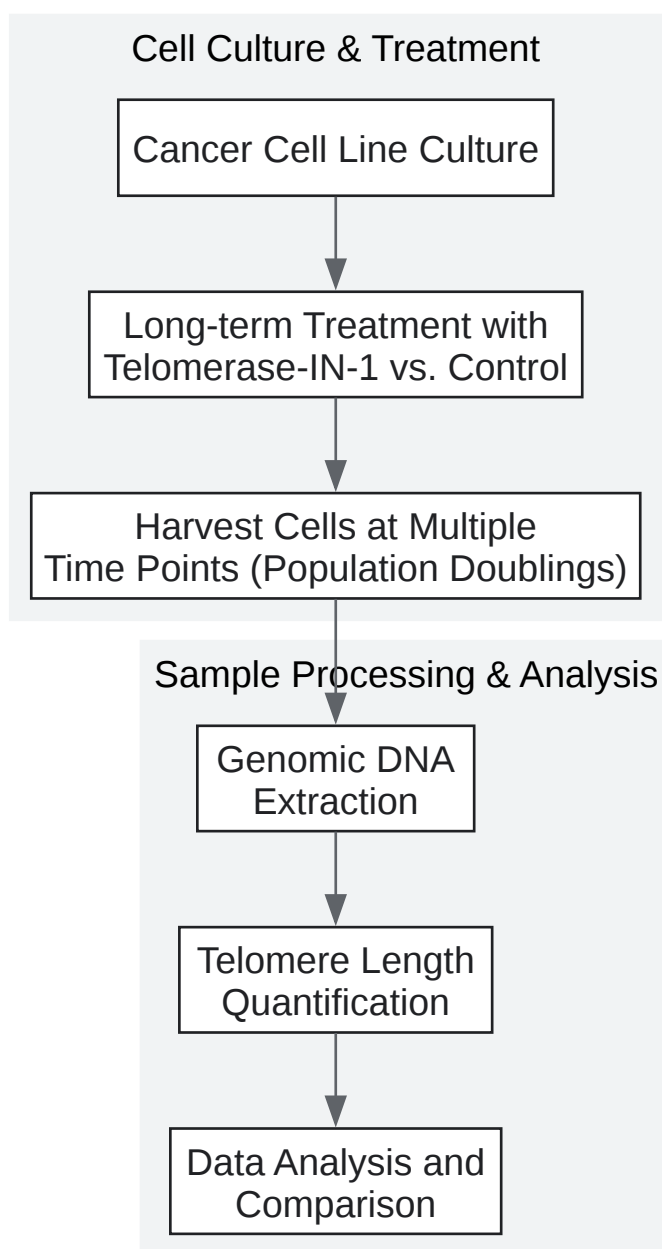 Cell Culture & Treatment
Cancer Cell Line Culture
Long-term Treatment with
Telomerase-IN-1 vs. Control
Harvest Cells at Multiple
Time Points (Population Doublings)
Sample Processing & Analysis
Genomic DNA
Extraction
Telomere Length
Quantification
Data Analysis and
Comparison